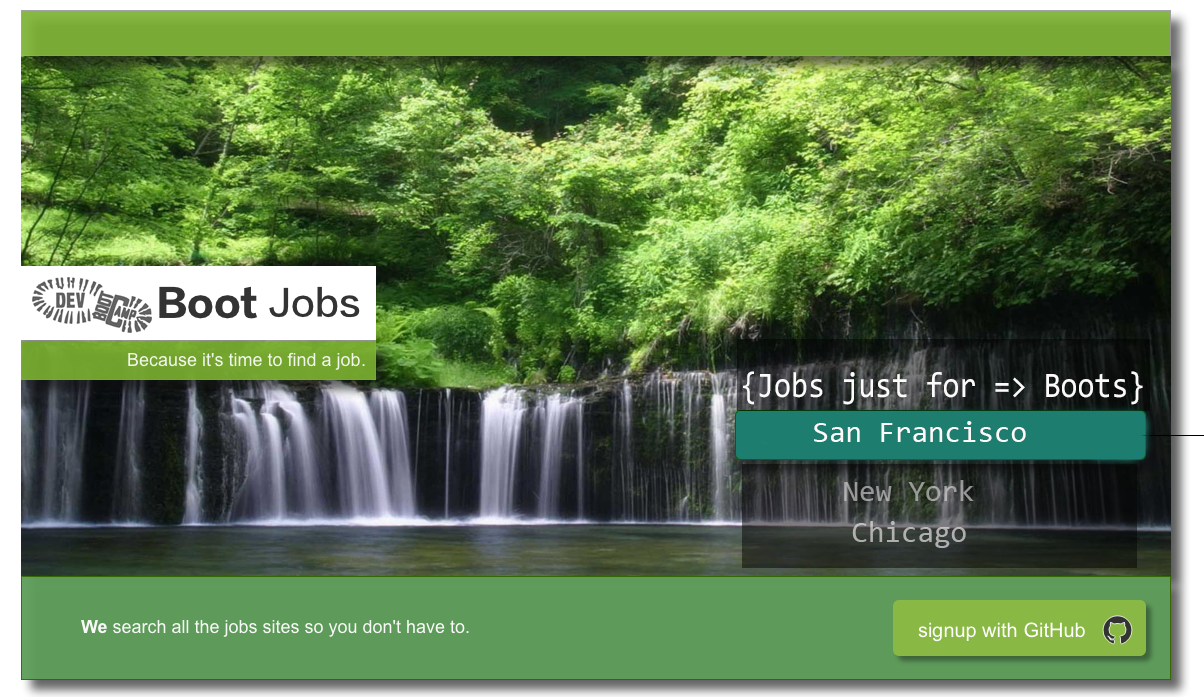 DEV BOOT CAMP
Boot Jobs
Because it's time to find a job.
{Jobs just for => Boots}
San Francisco
New York
Chicago
We search all the jobs sites so you don't have to.
signup with GitHub